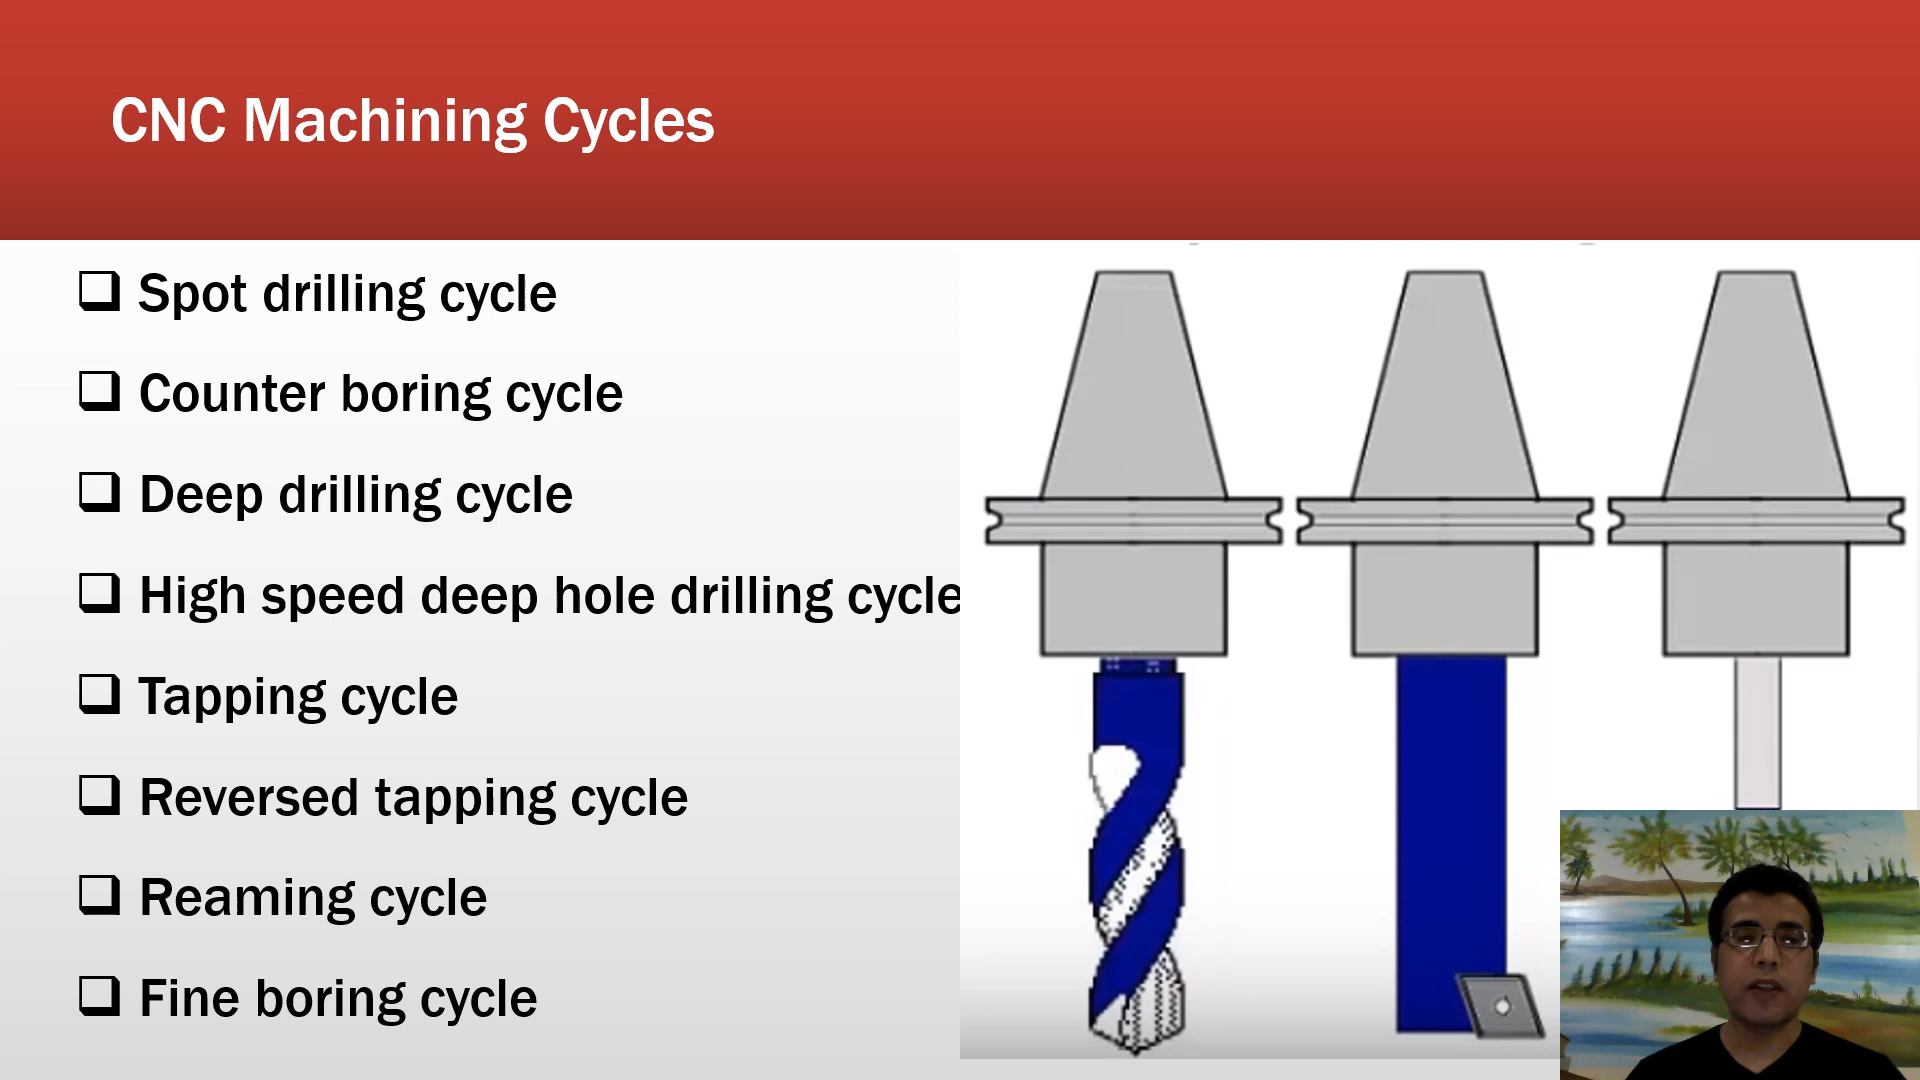 CNC Machining Cycles
Spot drilling cycle
Counter boring cycle
Deep drilling cycle
High speed deep hole drilling cycle
Tapping cycle
Reversed tapping cycle
Reaming cycle
Fine boring cycle